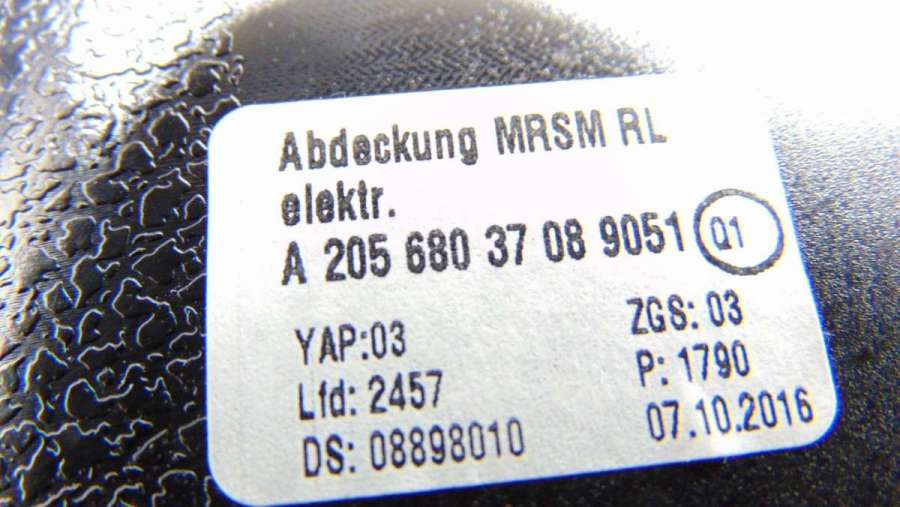 Abdeckung MRSM RL
elektr.
A 205 680 37 08 9051 Q1
YAP:03 ZGS: 03
Lfd: 2457 P: 1790
DS: 08898010 07.10.2016